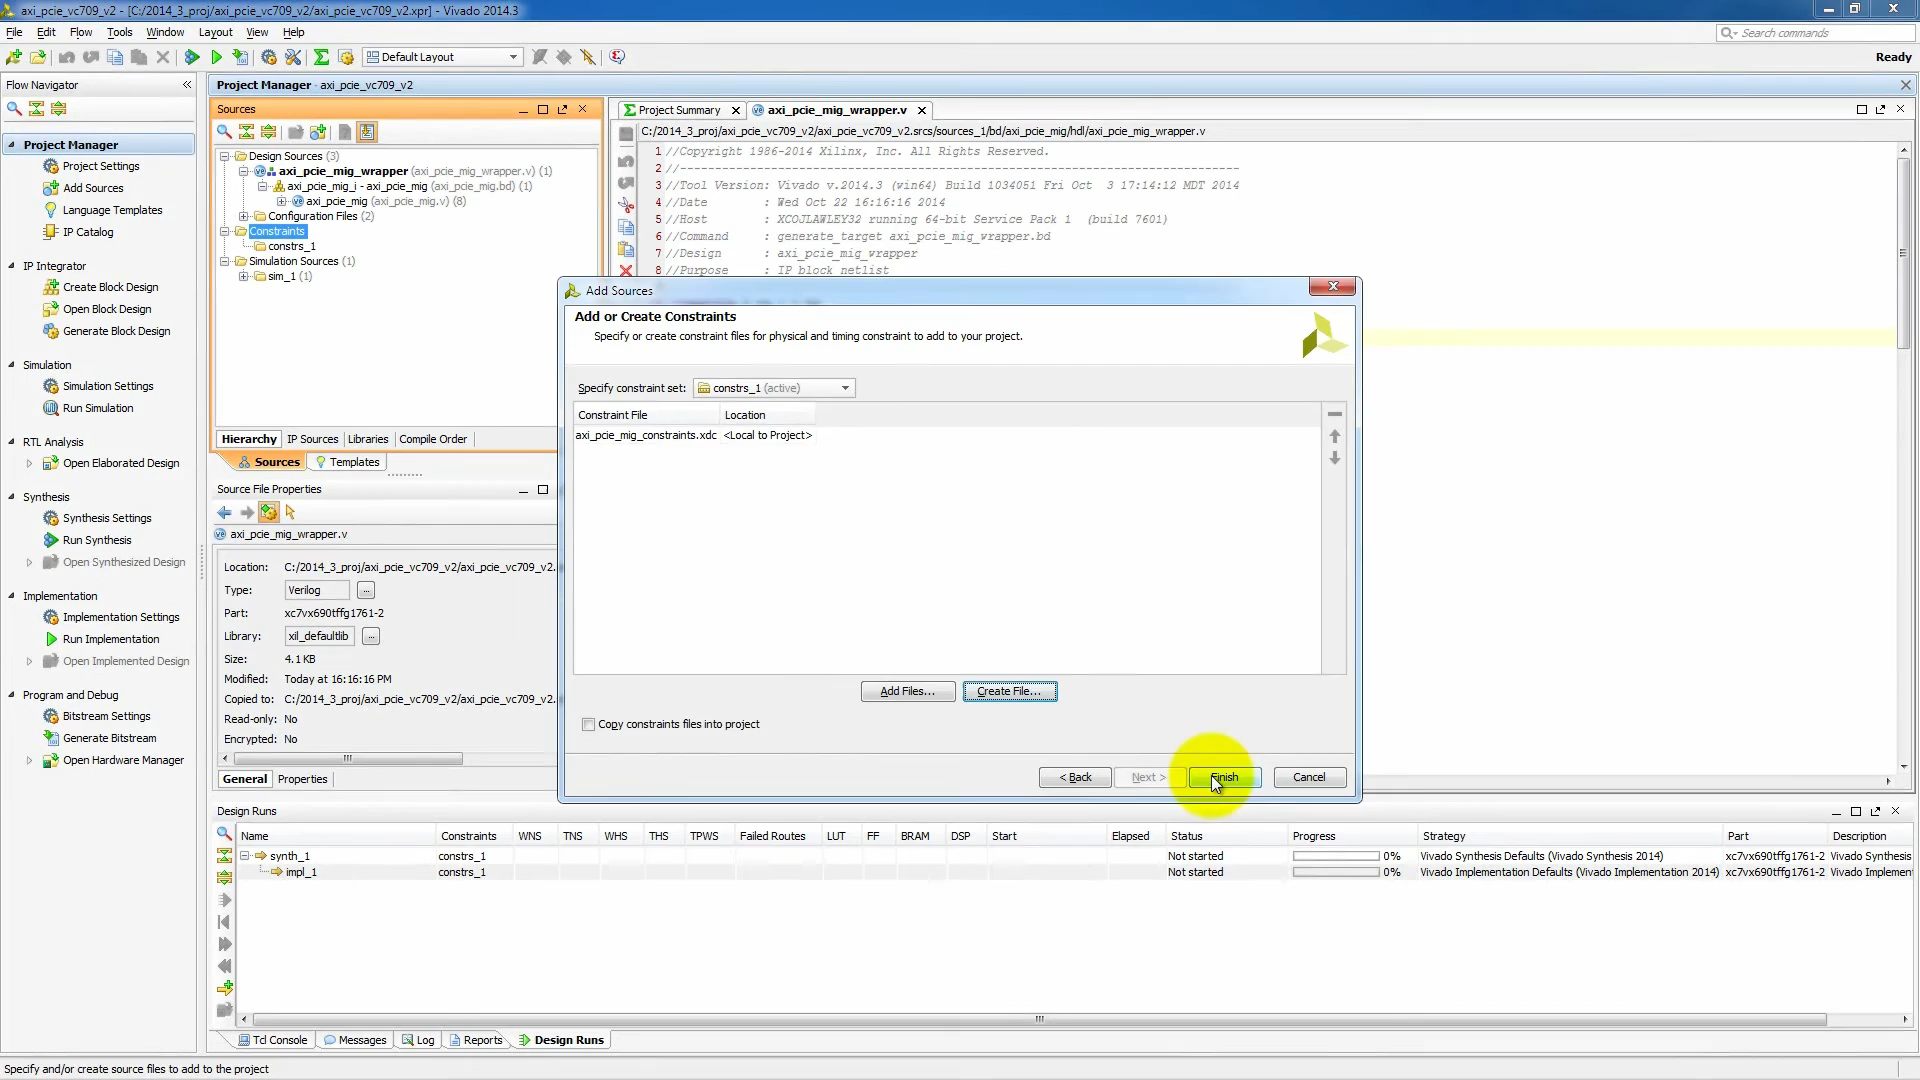 axi_pcie_vc709_v2 - [C:/2014_3_proj/axi_pcie_vc709_v2/axi_pcie_vc709_v2.xpr] - Vivado 2014.3
File Edit Flow Tools Window Layout View Help
Search commands
Default Layout
Ready
Flow Navigator
Project Manager
Project Settings
Add Sources
Language Templates
IP Catalog
IP Integrator
Create Block Design
Open Block Design
Generate Block Design
Simulation
Simulation Settings
Run Simulation
RTL Analysis
Open Elaborated Design
Synthesis
Synthesis Settings
Run Synthesis
Open Synthesized Design
Implementation
Implementation Settings
Run Implementation
Open Implemented Design
Program and Debug
Bitstream Settings
Generate Bitstream
Open Hardware Manager
Project Manager - axi_pcie_vc709_v2
Sources
Design Sources (3)
axi_pcie_mig_wrapper (axi_pcie_mig_wrapper.v) (1)
axi_pcie_mig_i - axi_pcie_mig (axi_pcie_mig.bd) (1)
axi_pcie_mig (axi_pcie_mig.v) (8)
Configuration Files (2)
Constraints
constrs_1
Simulation Sources (1)
sim_1 (1)
Hierarchy IP Sources Libraries Compile Order
Sources Templates
Source File Properties
axi_pcie_mig_wrapper.v
Location: C:/2014_3_proj/axi_pcie_vc709_v2/axi_pcie_vc709_v2.
Type: Verilog ...
Part: xc7vx690tffg1761-2
Library: xil_defaultlib ...
Size: 4.1 KB
Modified: Today at 16:16:16 PM
Copied to: C:/2014_3_proj/axi_pcie_vc709_v2/axi_pcie_vc709_v2.
Read-only: No
Encrypted: No
General Properties
Project Summary axi_pcie_mig_wrapper.v
C:/2014_3_proj/axi_pcie_vc709_v2/axi_pcie_vc709_v2.srcs/sources_1/bd/axi_pcie_mig/hdl/axi_pcie_mig_wrapper.v
1 //Copyright 1986-2014 Xilinx, Inc. All Rights Reserved.
2 //--------------------------------------------------------------------------------
3 //Tool Version: Vivado v.2014.3 (win64) Build 1034051 Fri Oct 3 17:14:12 MDT 2014
4 //Date : Wed Oct 22 16:16:16 2014
5 //Host : XCOJLAWLEY32 running 64-bit Service Pack 1 (build 7601)
6 //Command : generate_target axi_pcie_mig_wrapper.bd
7 //Design : axi_pcie_mig_wrapper
8 //Purpose : IP block netlist
Add Sources
Add or Create Constraints
Specify or create constraint files for physical and timing constraint to add to your project.
Specify constraint set: constrs_1 (active)
Constraint File Location
axi_pcie_mig_constraints.xdc <Local to Project>
Add Files... Create File...
Copy constraints files into project
< Back Next > Finish Cancel
Design Runs
Name Constraints WNS TNS WHS THS TPWS Failed Routes LUT FF BRAM DSP Start Elapsed Status Progress Strategy Part Description
synth_1 constrs_1 Not started 0% Vivado Synthesis Defaults (Vivado Synthesis 2014) xc7vx690tffg1761-2 Vivado Synthesis
impl_1 constrs_1 Not started 0% Vivado Implementation Defaults (Vivado Implementation 2014) xc7vx690tffg1761-2 Vivado Implemen
Tcl Console Messages Log Reports Design Runs
Specify and/or create source files to add to the project